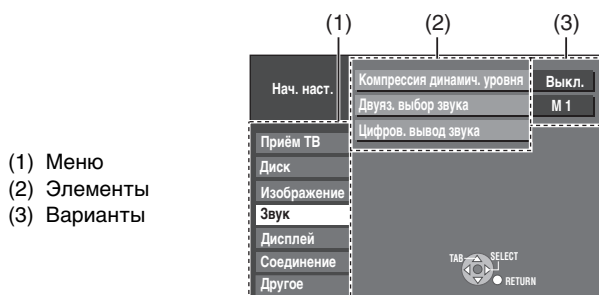 (1) (2) (3)
(1) Меню
(2) Элементы
(3) Варианты
Нач. наст.
Приём ТВ
Диск
Изображение
Звук
Дисплей
Соединение
Другое
Компрессия динамич. уровня Выкл.
Двуяз. выбор звука М 1
Цифров. вывод звука
TAB SELECT
RETURN